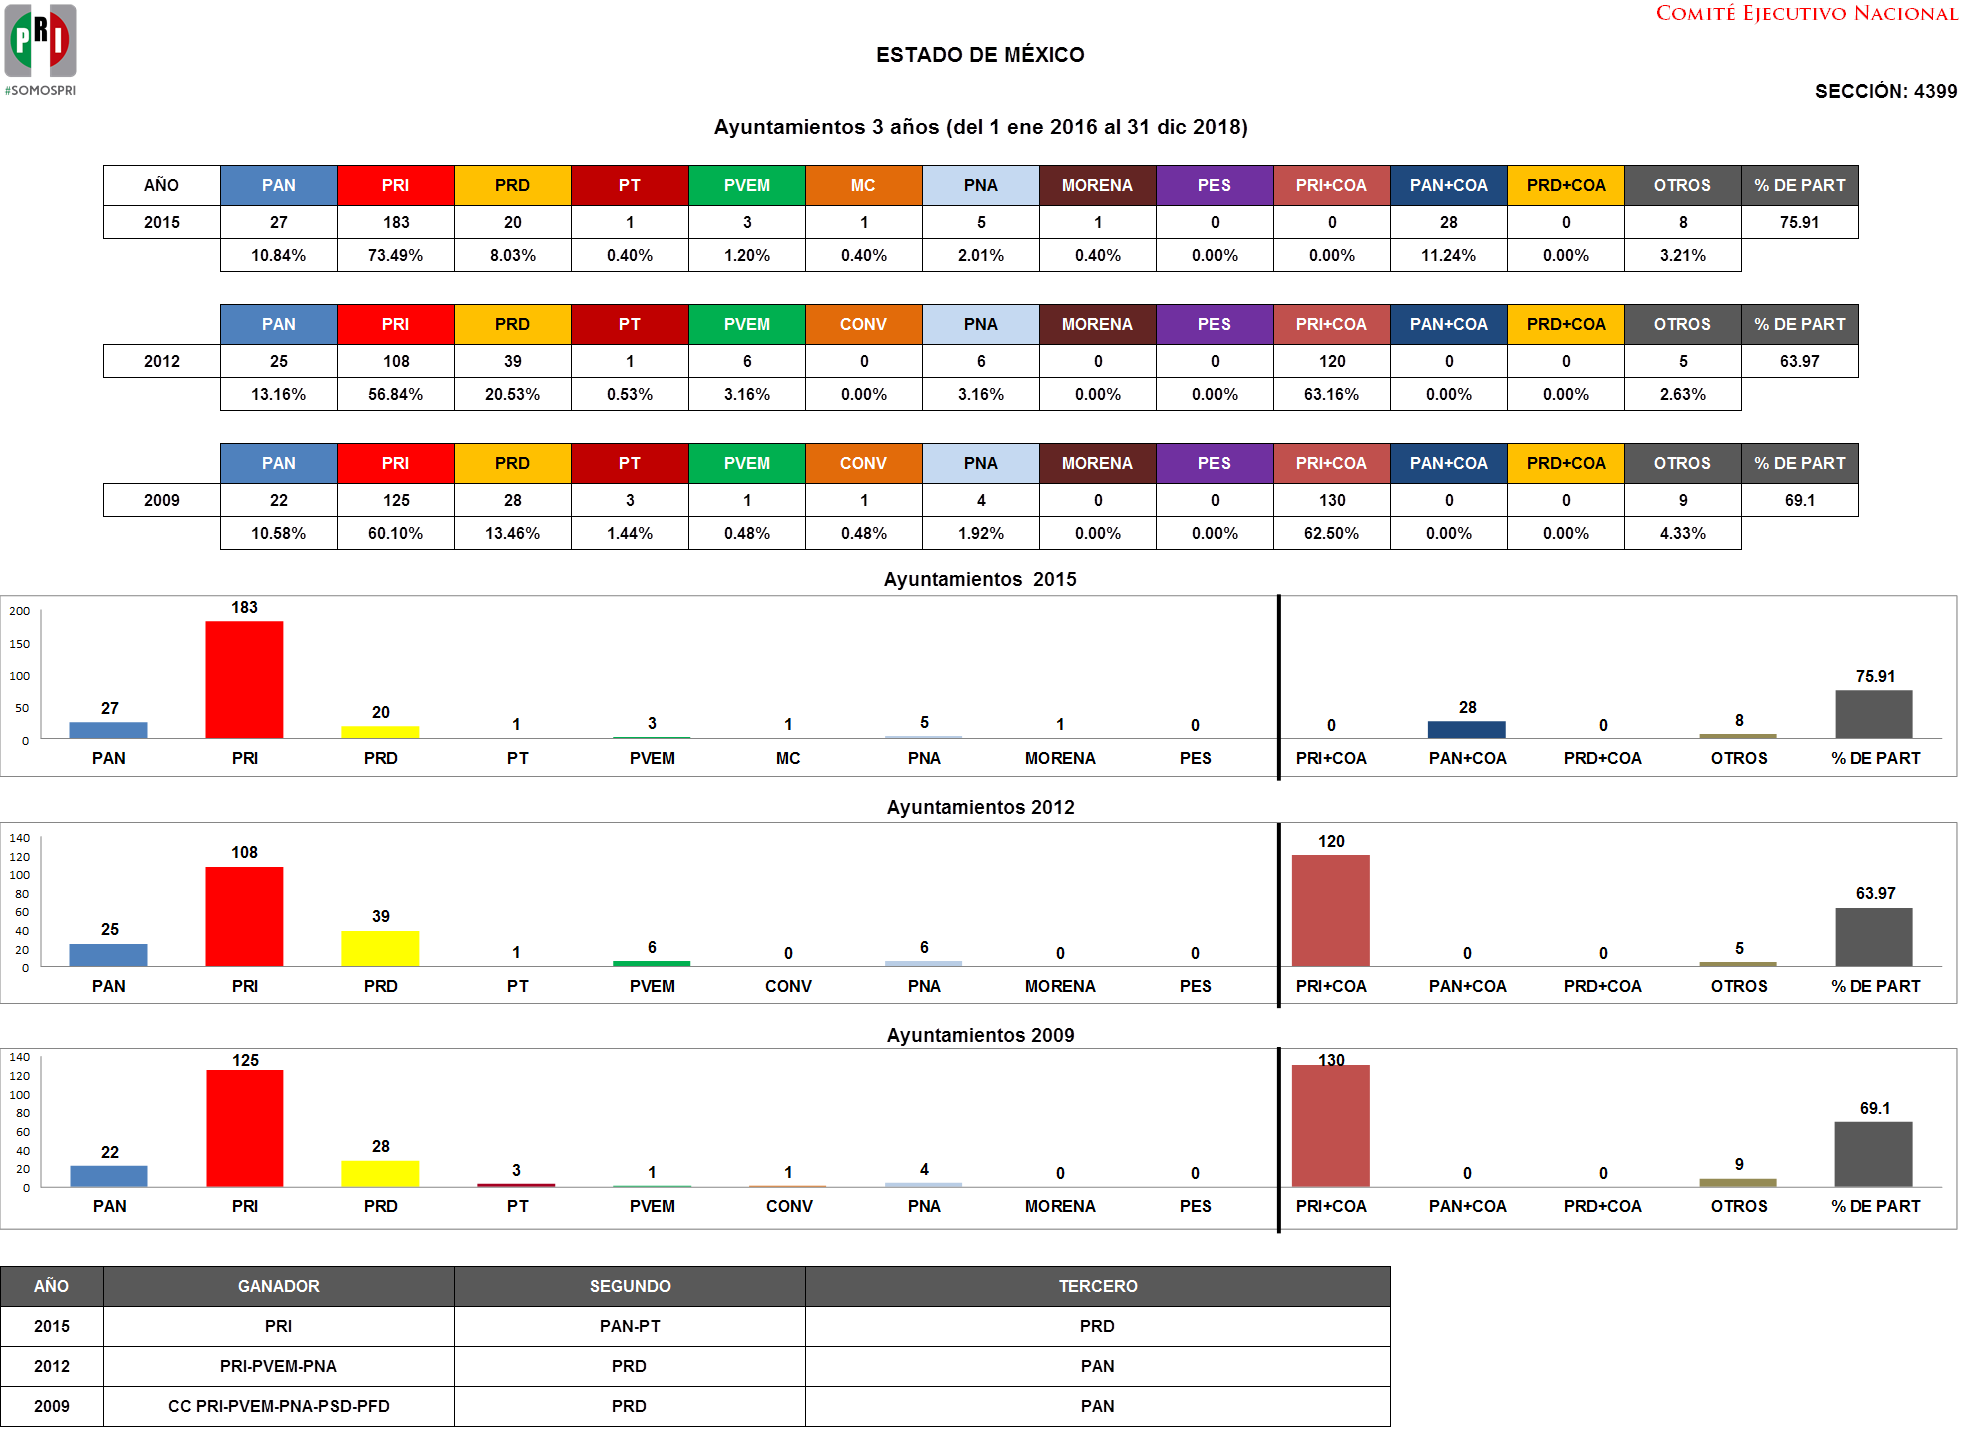 COMITÉ EJECUTIVO NACIONAL
PRI
#SOMOSPRI
ESTADO DE MÉXICO
SECCIÓN: 4399
Ayuntamientos 3 años (del 1 ene 2016 al 31 dic 2018)
AÑO PAN PRI PRD PT PVEM MC PNA MORENA PES PRI+COA PAN+COA PRD+COA OTROS % DE PART
2015 27 183 20 1 3 1 5 1 0 0 28 0 8 75.91
10.84% 73.49% 8.03% 0.40% 1.20% 0.40% 2.01% 0.40% 0.00% 0.00% 11.24% 0.00% 3.21%
PAN PRI PRD PT PVEM CONV PNA MORENA PES PRI+COA PAN+COA PRD+COA OTROS % DE PART
2012 25 108 39 1 6 0 6 0 0 120 0 0 5 63.97
13.16% 56.84% 20.53% 0.53% 3.16% 0.00% 3.16% 0.00% 0.00% 63.16% 0.00% 0.00% 2.63%
PAN PRI PRD PT PVEM CONV PNA MORENA PES PRI+COA PAN+COA PRD+COA OTROS % DE PART
2009 22 125 28 3 1 1 4 0 0 130 0 0 9 69.1
10.58% 60.10% 13.46% 1.44% 0.48% 0.48% 1.92% 0.00% 0.00% 62.50% 0.00% 0.00% 4.33%
Ayuntamientos 2015
200
150
100
50
0
27 183 20 1 3 1 5 1 0 0 28 0 8 75.91
PAN PRI PRD PT PVEM MC PNA MORENA PES PRI+COA PAN+COA PRD+COA OTROS % DE PART
Ayuntamientos 2012
140
120
100
80
60
40
20
0
25 108 39 1 6 0 6 0 0 120 0 0 5 63.97
PAN PRI PRD PT PVEM CONV PNA MORENA PES PRI+COA PAN+COA PRD+COA OTROS % DE PART
Ayuntamientos 2009
140
120
100
80
60
40
20
0
22 125 28 3 1 1 4 0 0 130 0 0 9 69.1
PAN PRI PRD PT PVEM CONV PNA MORENA PES PRI+COA PAN+COA PRD+COA OTROS % DE PART
AÑO GANADOR SEGUNDO TERCERO
2015 PRI PAN-PT PRD
2012 PRI-PVEM-PNA PRD PAN
2009 CC PRI-PVEM-PNA-PSD-PFD PRD PAN